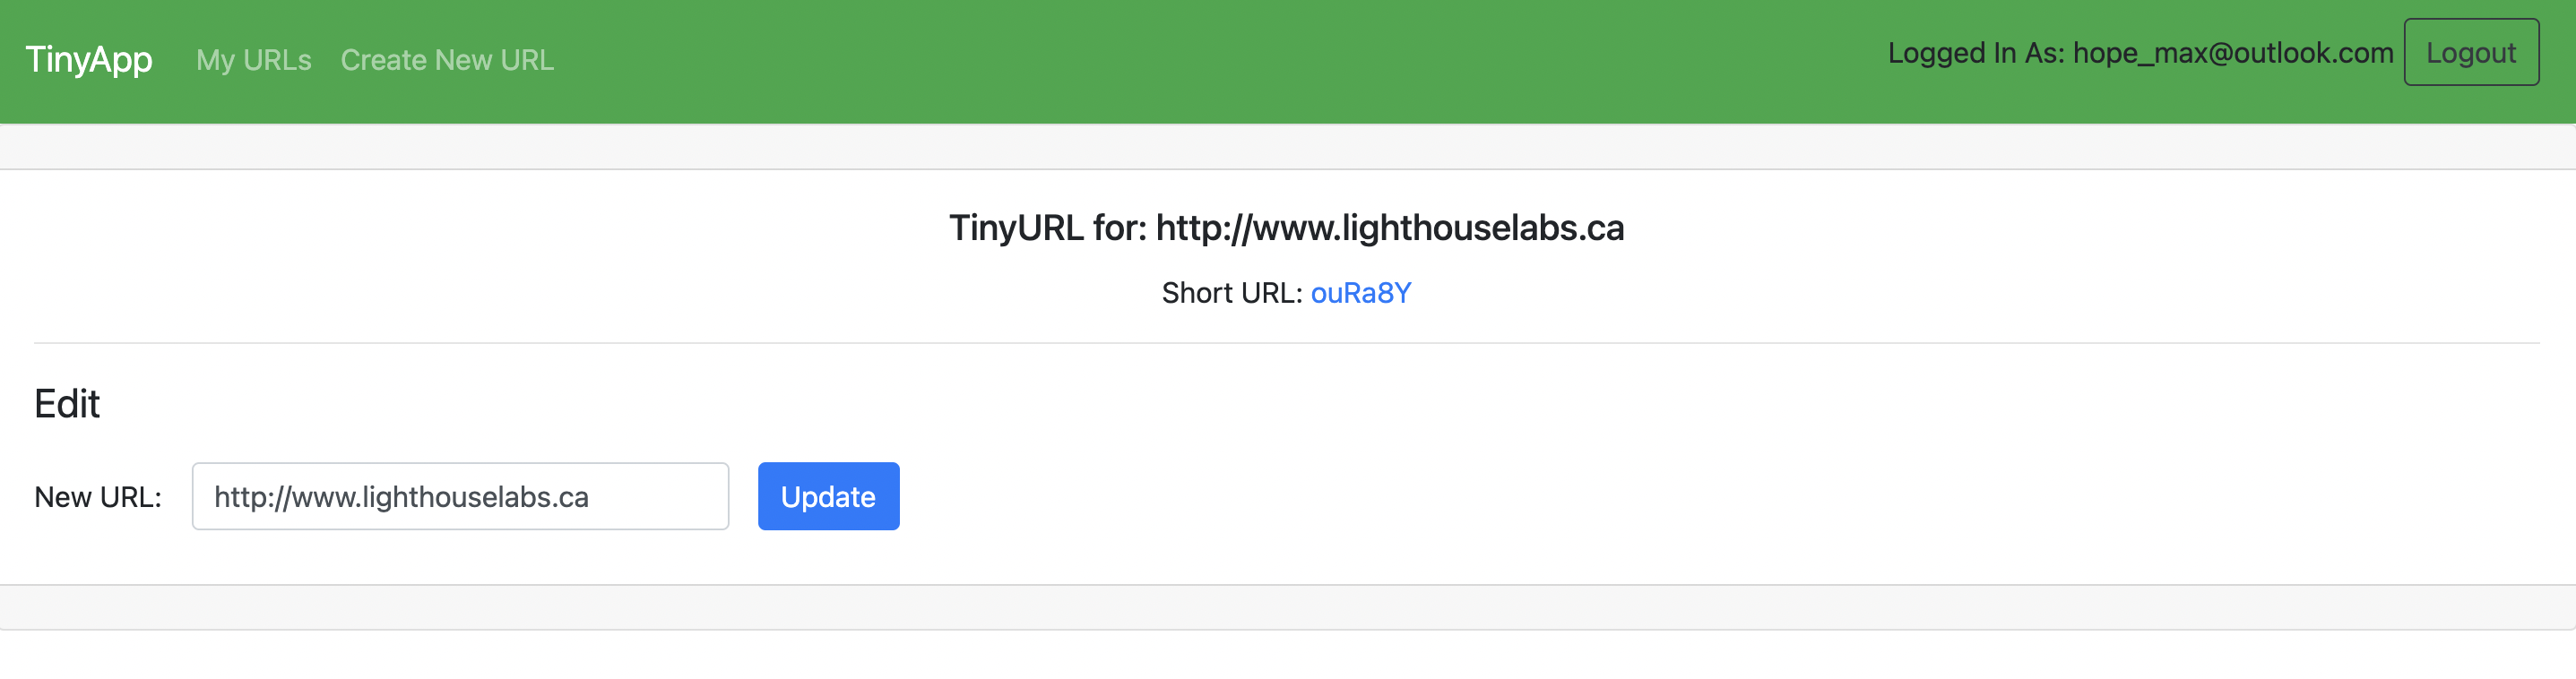 TinyApp My URLs Create New URL Logged In As: hope_max@outlook.com Logout
TinyURL for: http://www.lighthouselabs.ca
Short URL: ouRa8Y
Edit
New URL: http://www.lighthouselabs.ca Update